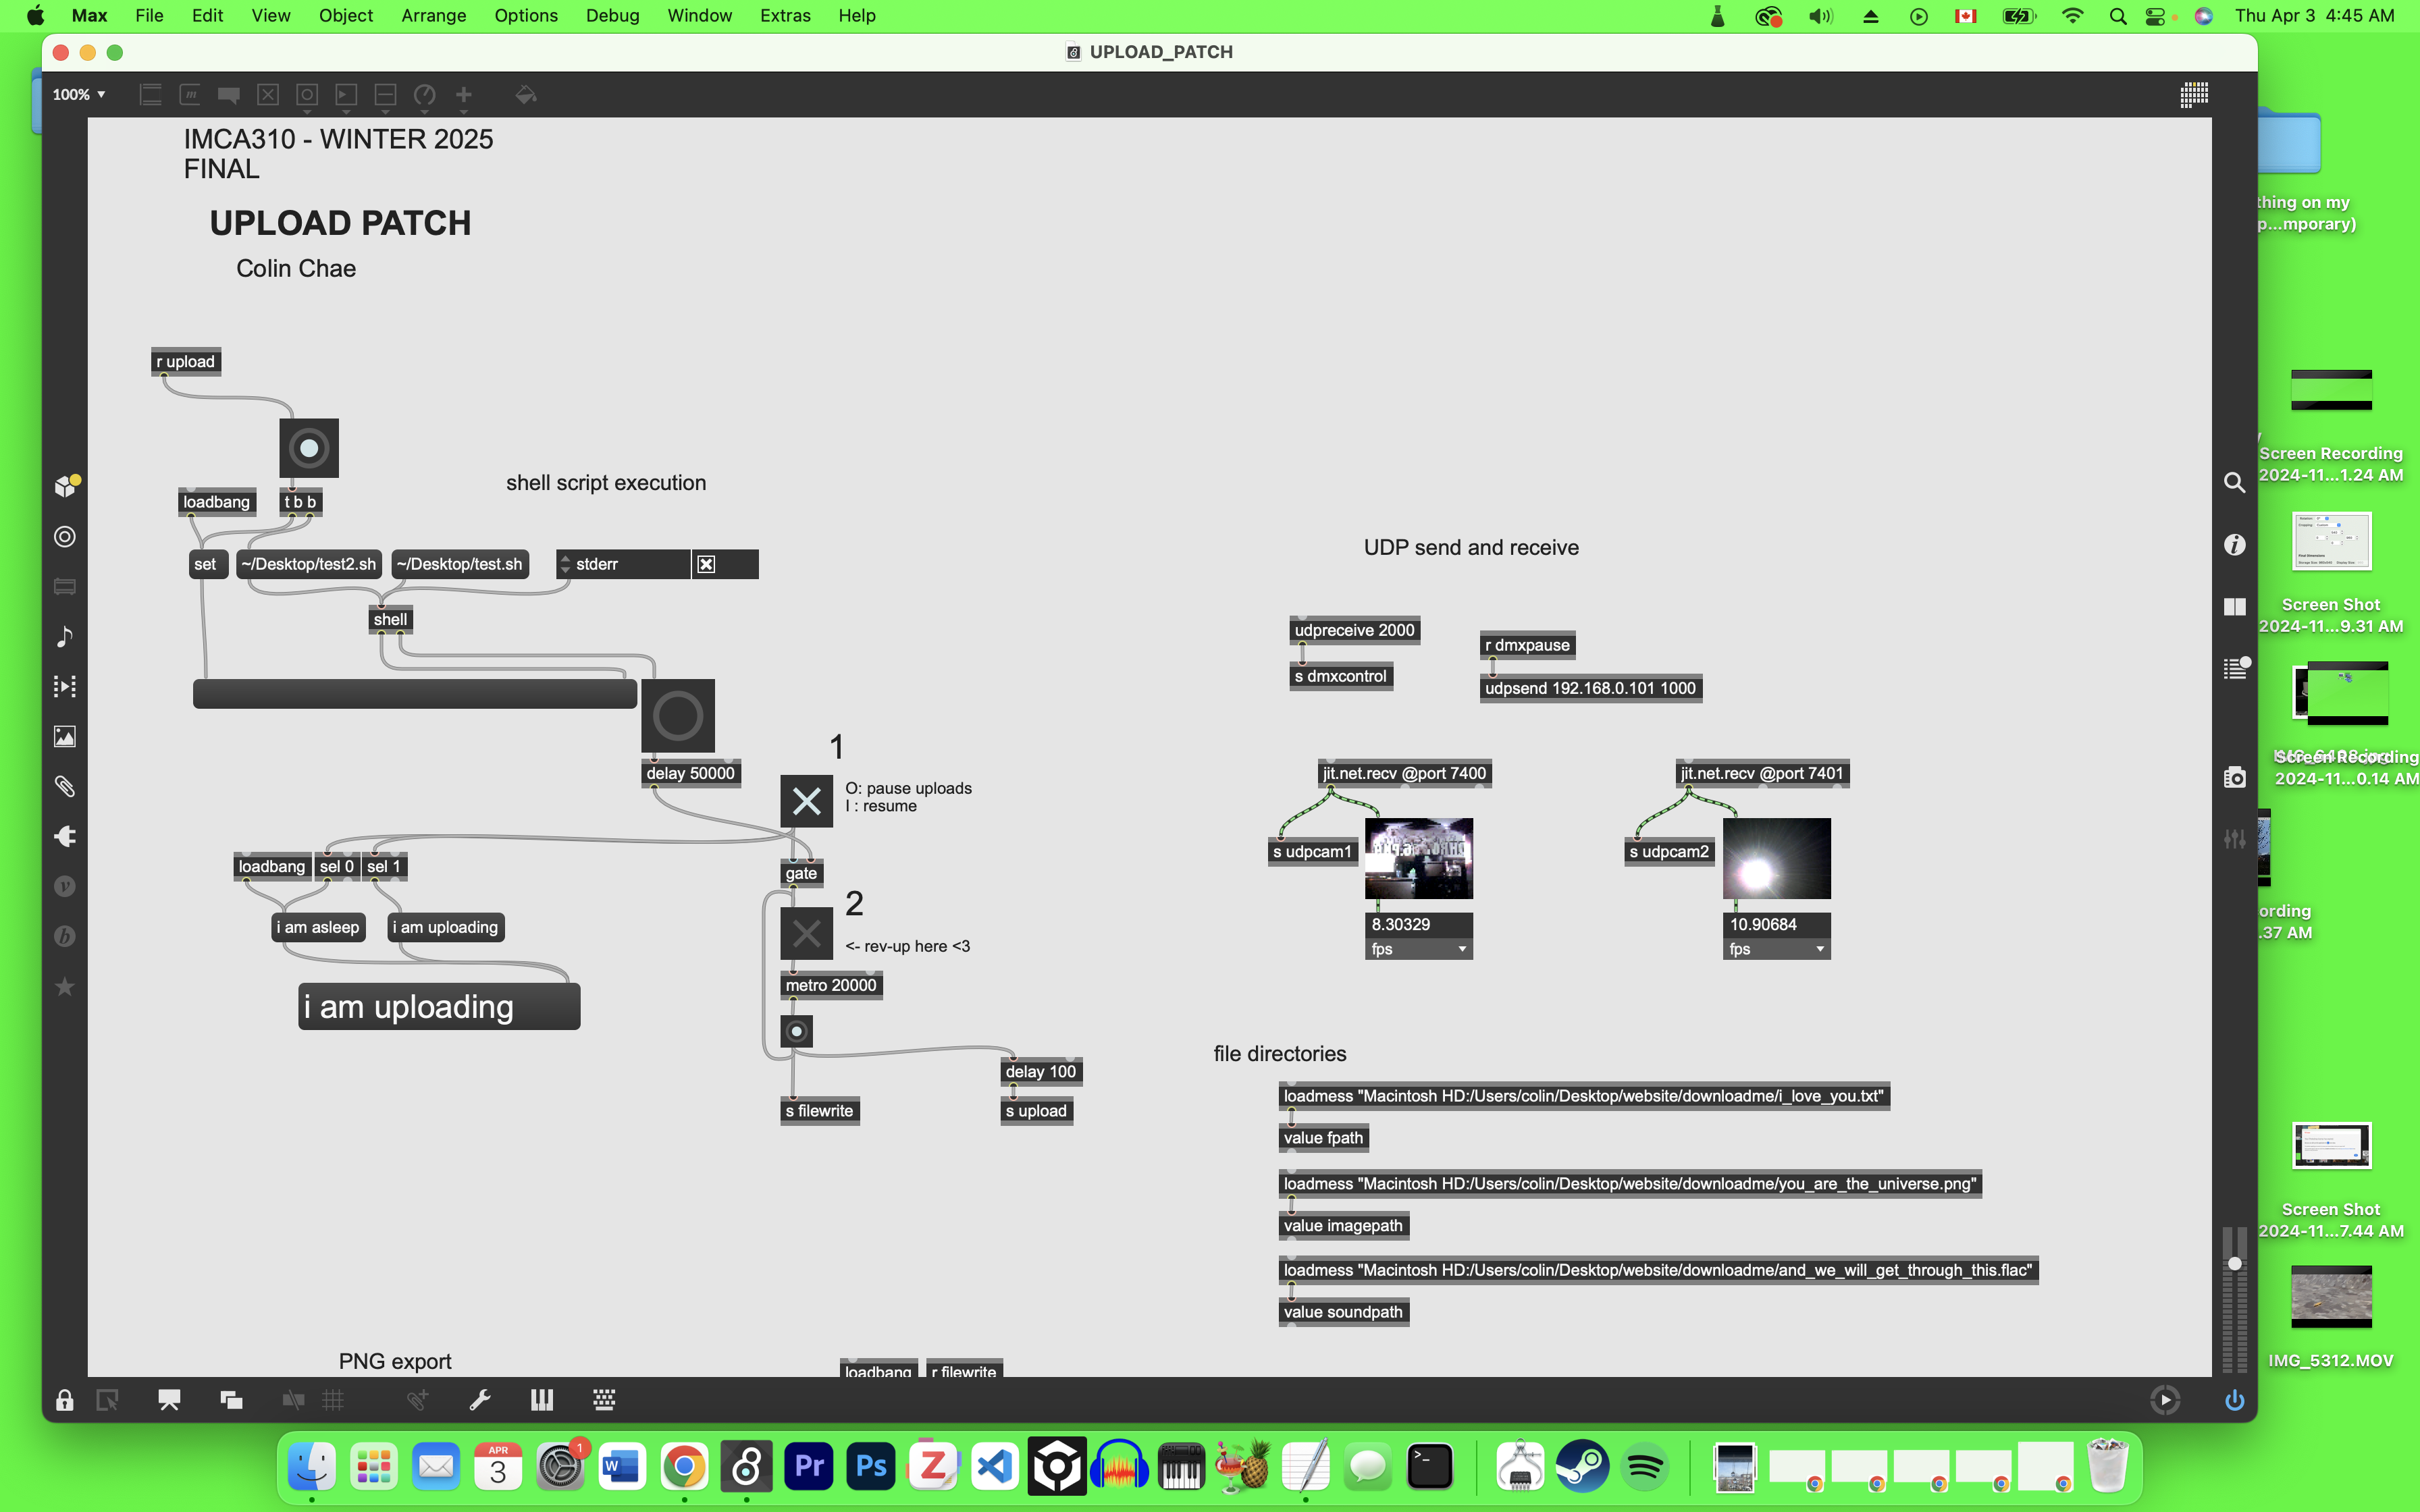 Max File Edit View Object Arrange Options Debug Window Extras Help
Thu Apr 3 4:45 AM
UPLOAD_PATCH
100%
IMCA310 - WINTER 2025
FINAL
UPLOAD PATCH
Colin Chae
r upload
shell script execution
loadbang
t b b
set
~/Desktop/test2.sh
~/Desktop/test.sh
stderr
shell
delay 50000
1
O: pause uploads
I : resume
loadbang
sel 0
sel 1
gate
i am asleep
i am uploading
2
<- rev-up here <3
metro 20000
i am uploading
delay 100
s filewrite
s upload
UDP send and receive
udpreceive 2000
s dmxcontrol
r dmxpause
udpsend 192.168.0.101 1000
jit.net.recv @port 7400
s udpcam1
8.30329
fps
jit.net.recv @port 7401
s udpcam2
10.90684
fps
file directories
loadmess "Macintosh HD:/Users/colin/Desktop/website/downloadme/i_love_you.txt"
value fpath
loadmess "Macintosh HD:/Users/colin/Desktop/website/downloadme/you_are_the_universe.png"
value imagepath
loadmess "Macintosh HD:/Users/colin/Desktop/website/downloadme/and_we_will_get_through_this.flac"
value soundpath
PNG export
loadbang
r filewrite
thing on my
p...mporary)
Screen Recording
2024-11...1.24 AM
Screen Shot
2024-11...9.31 AM
Screen Recording
2024-11...0.14 AM
ording
.37 AM
Screen Shot
2024-11...7.44 AM
IMG_5312.MOV
APR
3
1
W
Pr
Ps
Z